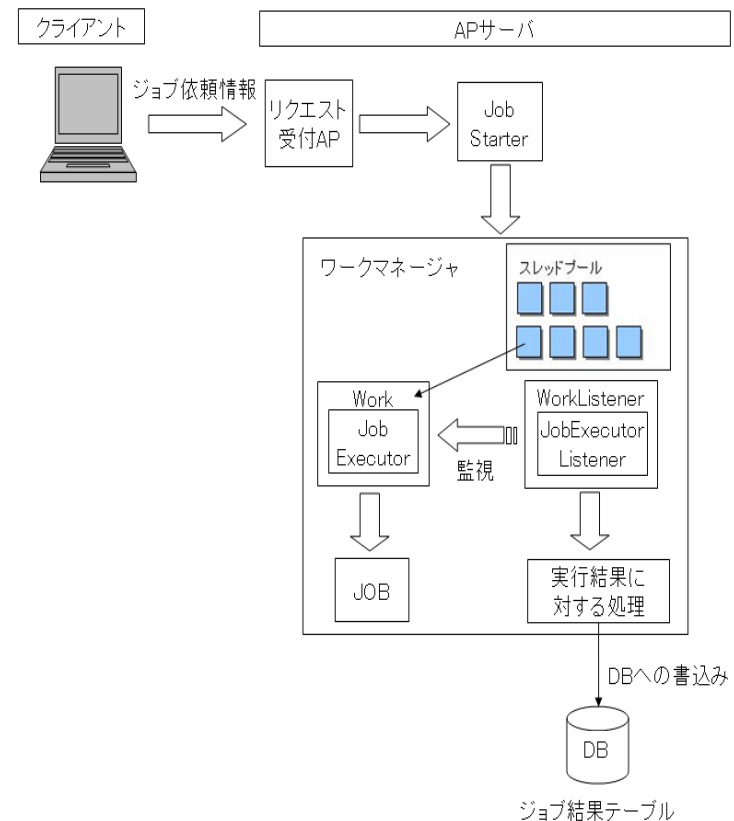 クライアント
APサーバ
ジョブ依頼情報
リクエスト
受付AP
Job
Starter
ワークマネージャ
スレッドプール
Work
Job
Executor
WorkListener
JobExecutor
Listener
監視
JOB
実行結果に
対する処理
DBへの書込み
DB
ジョブ結果テーブル